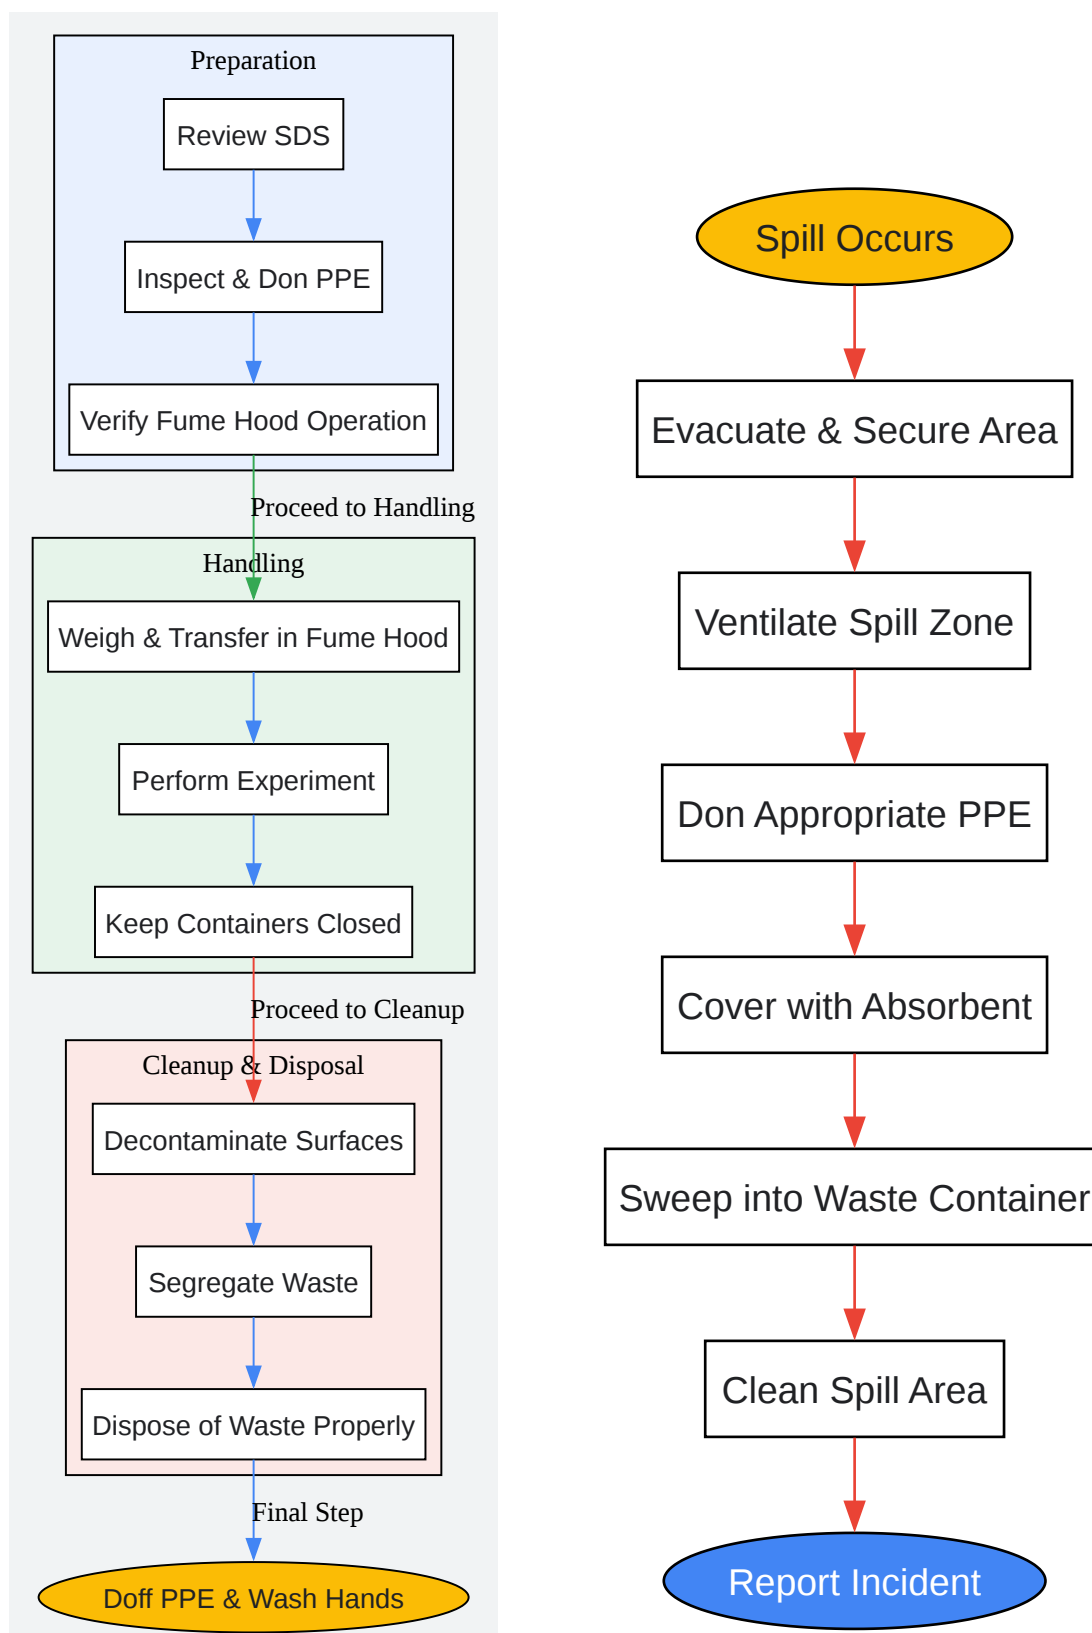 Preparation
Review SDS
Inspect & Don PPE
Verify Fume Hood Operation
Proceed to Handling
Handling
Weigh & Transfer in Fume Hood
Perform Experiment
Keep Containers Closed
Proceed to Cleanup
Cleanup & Disposal
Decontaminate Surfaces
Segregate Waste
Dispose of Waste Properly
Final Step
Doff PPE & Wash Hands
Spill Occurs
Evacuate & Secure Area
Ventilate Spill Zone
Don Appropriate PPE
Cover with Absorbent
Sweep into Waste Container
Clean Spill Area
Report Incident